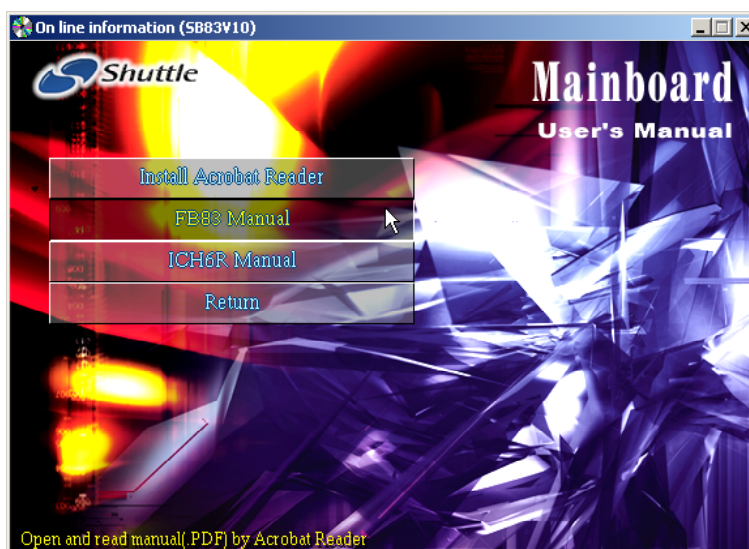 On line information (SB83V10)
Shuttle
Mainboard
User's Manual
Install Acrobat Reader
FB83 Manual
ICH6R Manual
Return
Open and read manual(.PDF) by Acrobat Reader